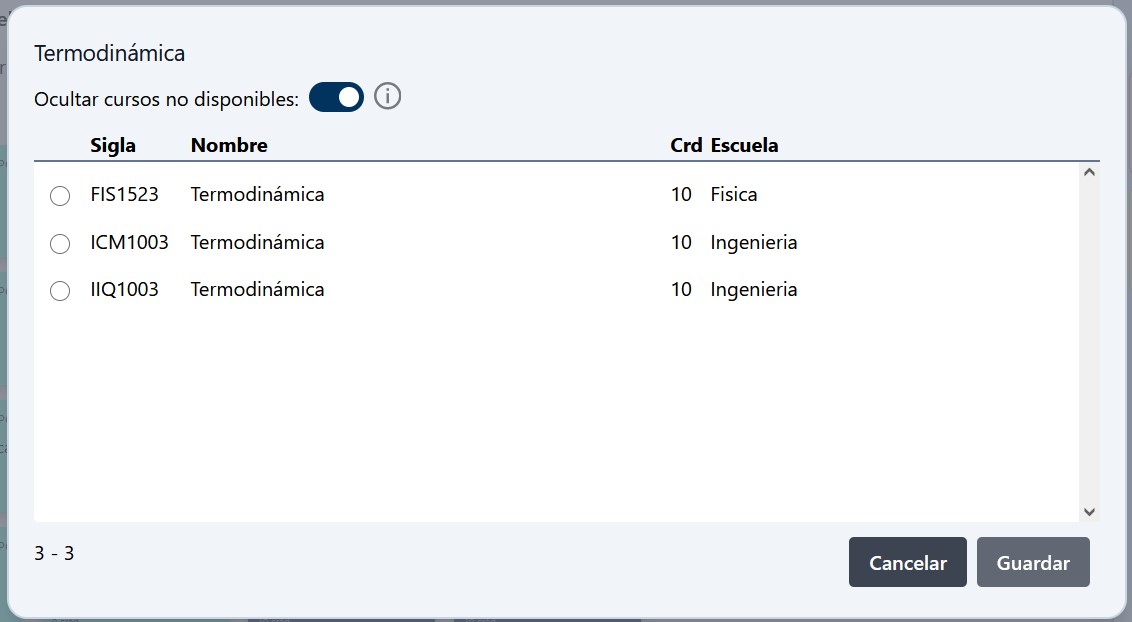 Termodinámica
Ocultar cursos no disponibles:
Sigla Nombre Crd Escuela
FIS1523 Termodinámica 10 Fisica
ICM1003 Termodinámica 10 Ingenieria
IIQ1003 Termodinámica 10 Ingenieria
3 - 3
Cancelar Guardar